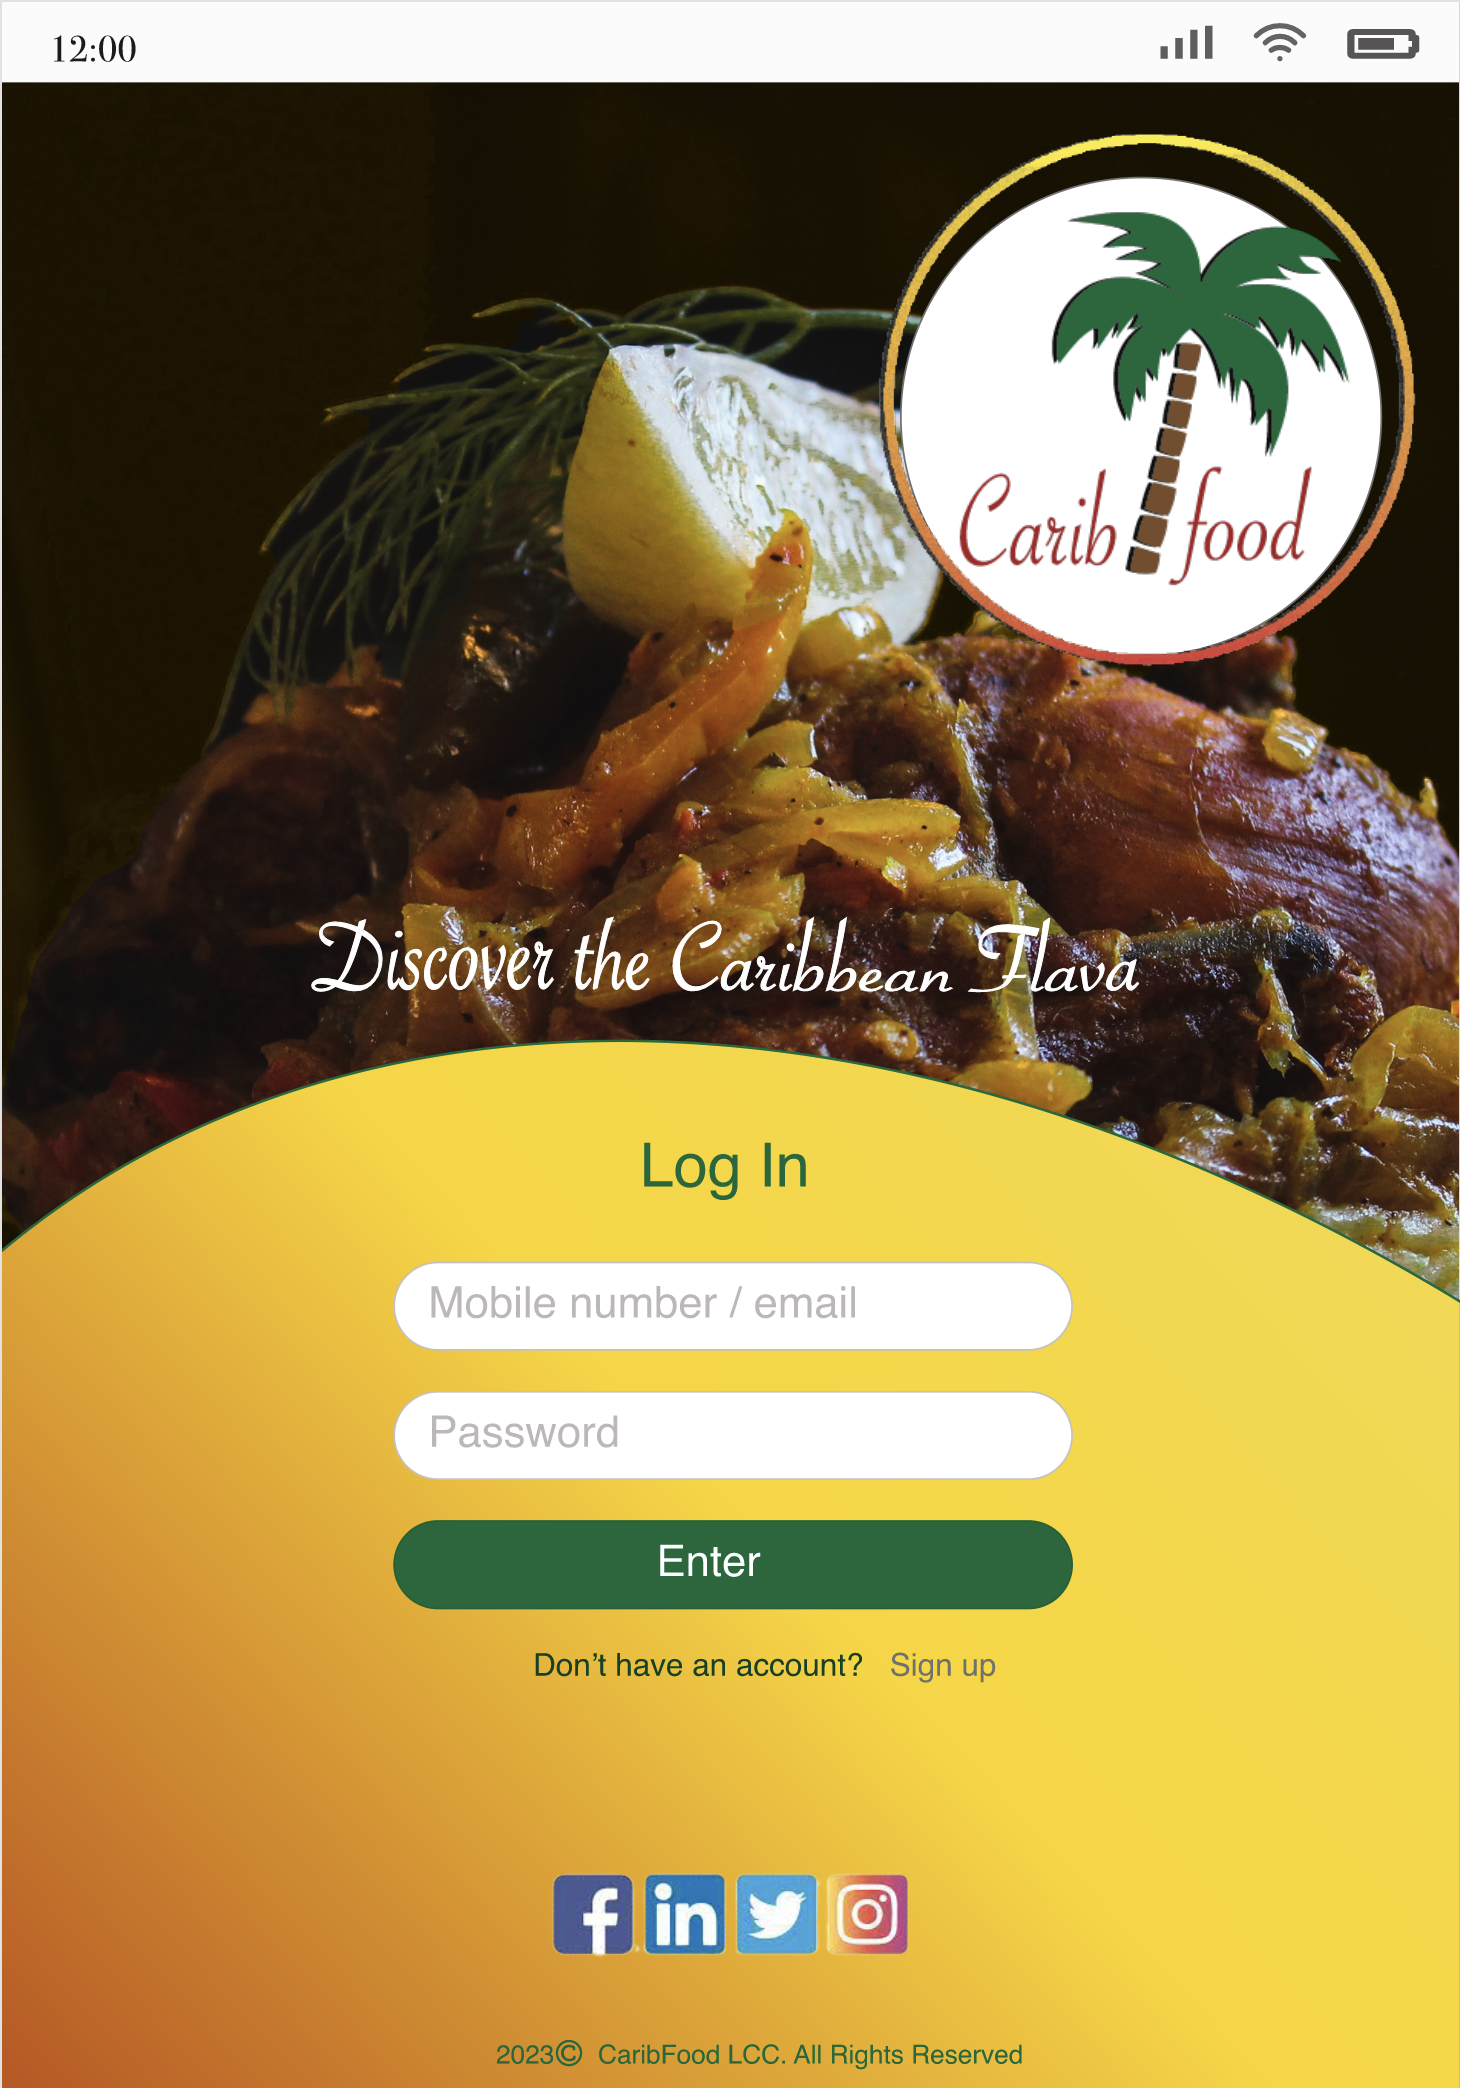 12:00
Carib food
Discover the Caribbean Flava
Log In
Mobile number / email
Password
Enter
Don’t have an account? Sign up
f in
2023© CaribFood LCC. All Rights Reserved